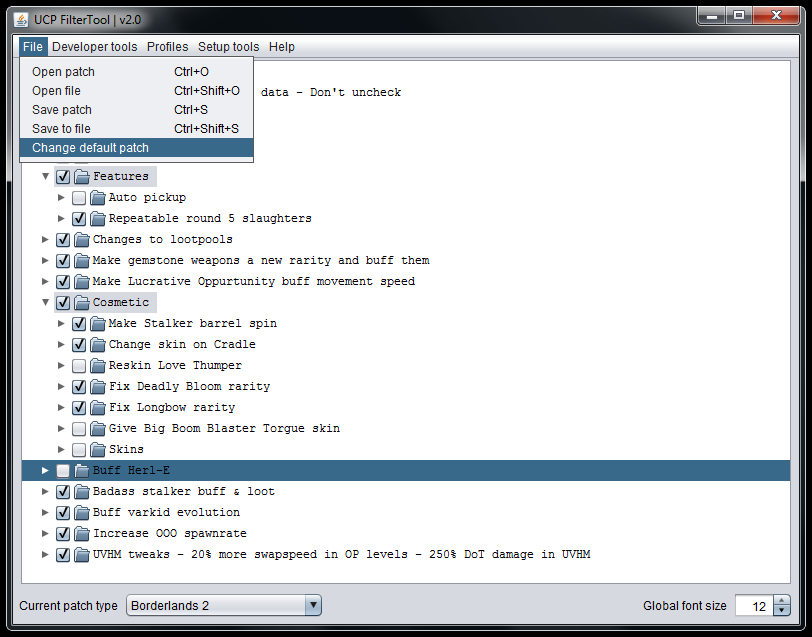 UCP FilterTool | v2.0
File Developer tools Profiles Setup tools Help
Open patch Ctrl+O
Open file Ctrl+Shift+O
data - Don't uncheck
Save patch Ctrl+S
Save to file Ctrl+Shift+S
Change default patch
Features
Auto pickup
Repeatable round 5 slaughters
Changes to lootpools
Make gemstone weapons a new rarity and buff them
Make Lucrative Oppurtunity buff movement speed
Cosmetic
Make Stalker barrel spin
Change skin on Cradle
Reskin Love Thumper
Fix Deadly Bloom rarity
Fix Longbow rarity
Give Big Boom Blaster Torgue skin
Skins
Buff Herl-E
Badass stalker buff & loot
Buff varkid evolution
Increase OOO spawnrate
UVHM tweaks - 20% more swapspeed in OP levels - 250% DoT damage in UVHM
Current patch type Borderlands 2 Global font size 12